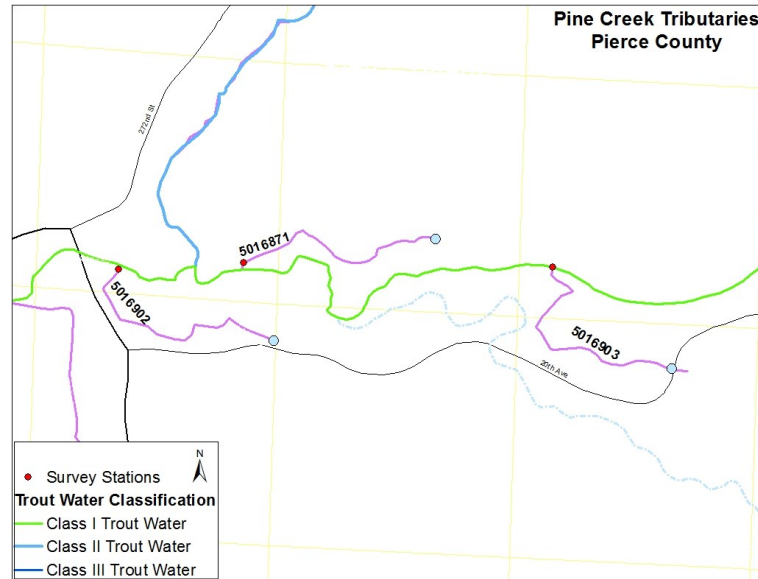 Pine Creek Tributaries
Pierce County
272nd St
5016871
5016902
5016903
20th Ave
N
Survey Stations
Trout Water Classification
Class I Trout Water
Class II Trout Water
Class III Trout Water